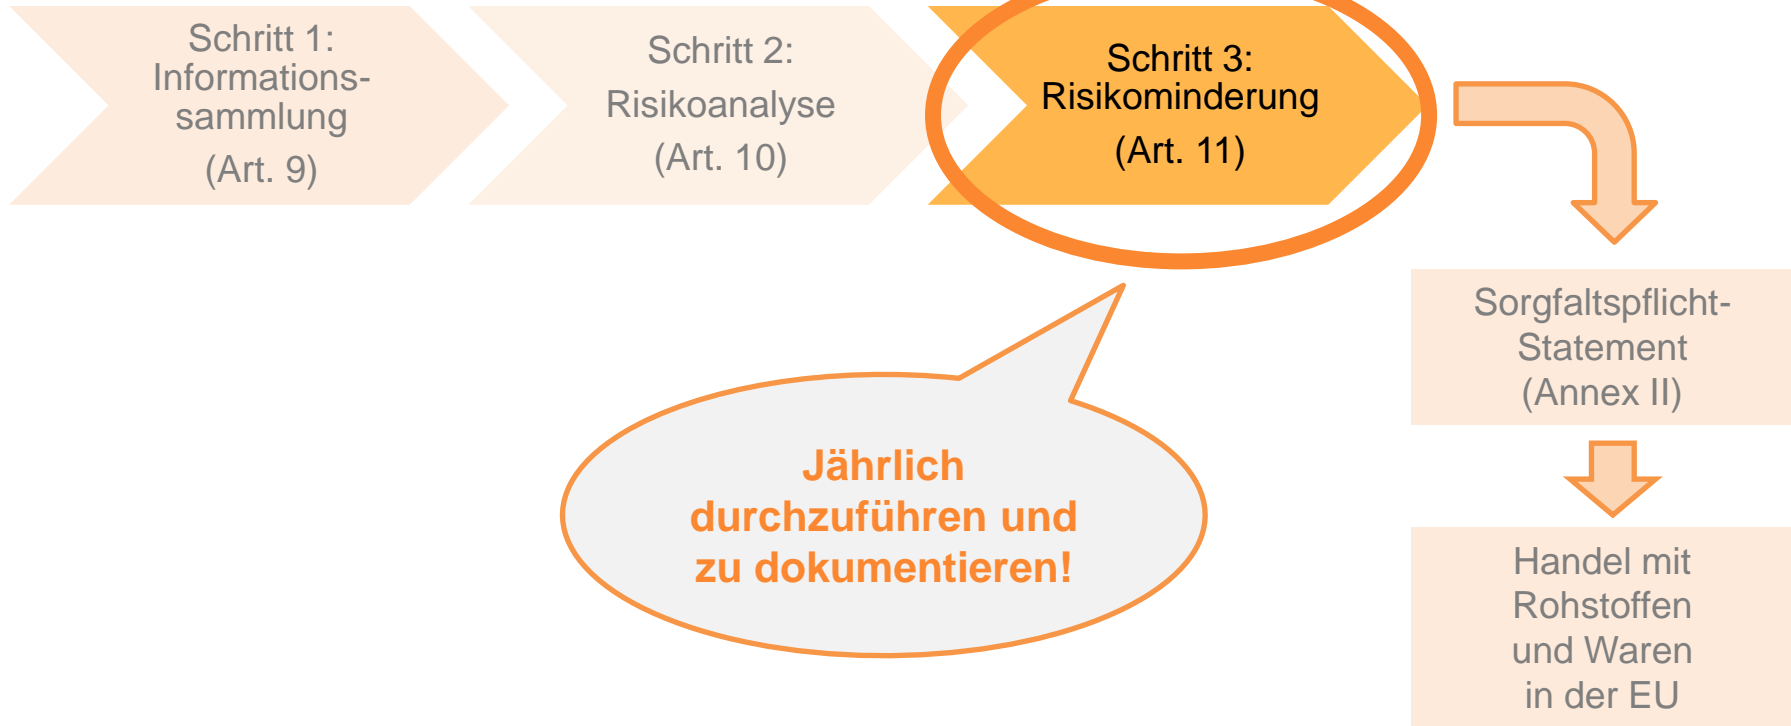 Schritt 1:
Informations-
sammlung
(Art. 9)
Schritt 2:
Risikoanalyse
(Art. 10)
Schritt 3:
Risikominderung
(Art. 11)
Sorgfaltspflicht-
Statement
(Annex II)
Jährlich
durchzuführen und
zu dokumentieren!
Handel mit
Rohstoffen
und Waren
in der EU